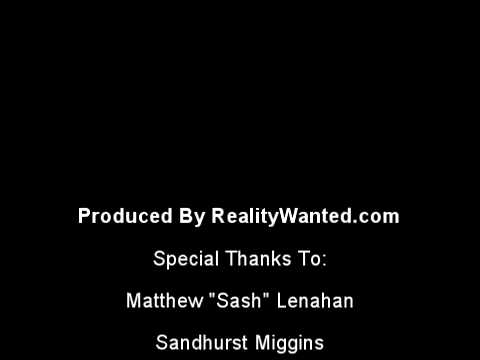 Produced By RealityWanted.com
Special Thanks To:
Matthew "Sash" Lenahan
Sandhurst Miggins